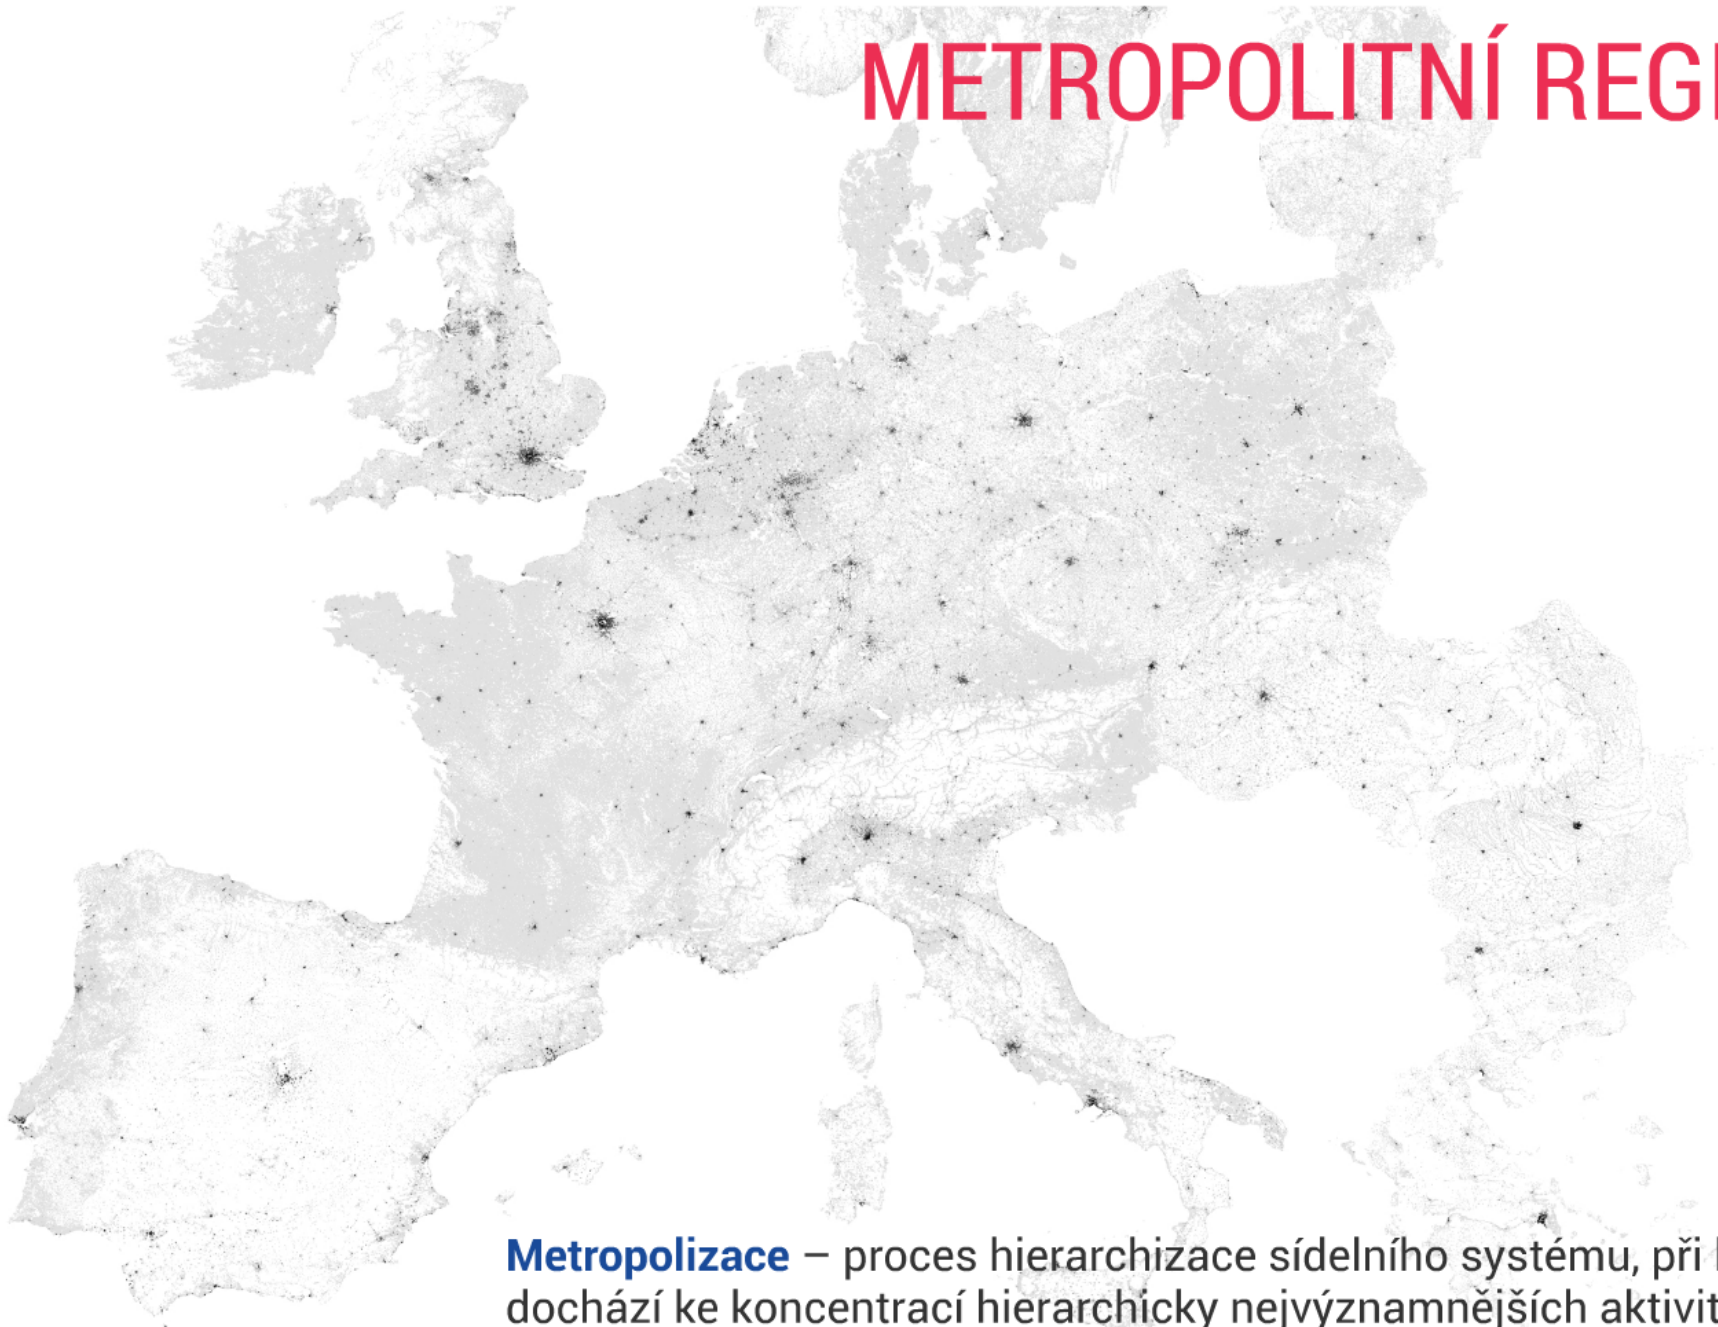 METROPOLITNÍ REGI
Metropolizace – proces hierarchizace sídelního systému, při
dochází ke koncentrací hierarchicky nejvýznamnějších aktivit